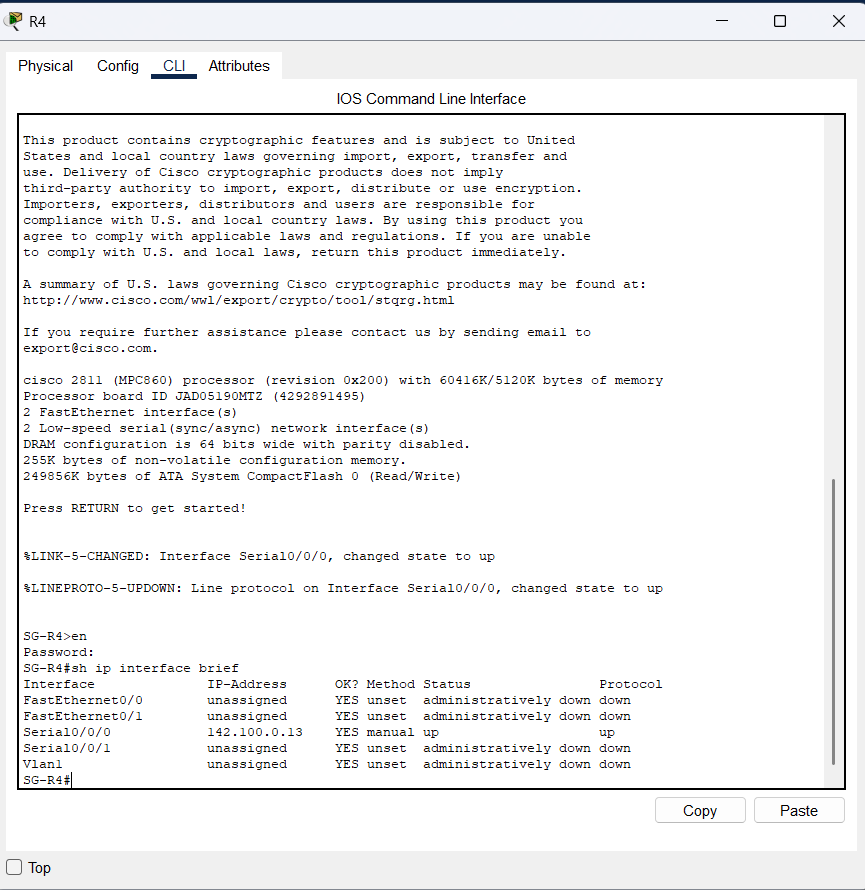 R4
Physical Config CLI Attributes
IOS Command Line Interface
This product contains cryptographic features and is subject to United
States and local country laws governing import, export, transfer and
use. Delivery of Cisco cryptographic products does not imply
third-party authority to import, export, distribute or use encryption.
Importers, exporters, distributors and users are responsible for
compliance with U.S. and local country laws. By using this product you
agree to comply with applicable laws and regulations. If you are unable
to comply with U.S. and local laws, return this product immediately.
A summary of U.S. laws governing Cisco cryptographic products may be found at:
http://www.cisco.com/wwl/export/crypto/tool/stqrg.html
If you require further assistance please contact us by sending email to
export@cisco.com.
cisco 2811 (MPC860) processor (revision 0x200) with 60416K/5120K bytes of memory
Processor board ID JAD05190MTZ (4292891495)
2 FastEthernet interface(s)
2 Low-speed serial(sync/async) network interface(s)
DRAM configuration is 64 bits wide with parity disabled.
255K bytes of non-volatile configuration memory.
249856K bytes of ATA System CompactFlash 0 (Read/Write)
Press RETURN to get started!
%LINK-5-CHANGED: Interface Serial0/0/0, changed state to up
%LINEPROTO-5-UPDOWN: Line protocol on Interface Serial0/0/0, changed state to up
SG-R4>en
Password:
SG-R4#sh ip interface brief
Interface IP-Address OK? Method Status Protocol
FastEthernet0/0 unassigned YES unset administratively down down
FastEthernet0/1 unassigned YES unset administratively down down
Serial0/0/0 142.100.0.13 YES manual up up
Serial0/0/1 unassigned YES unset administratively down down
Vlan1 unassigned YES unset administratively down down
SG-R4#
Copy Paste
Top